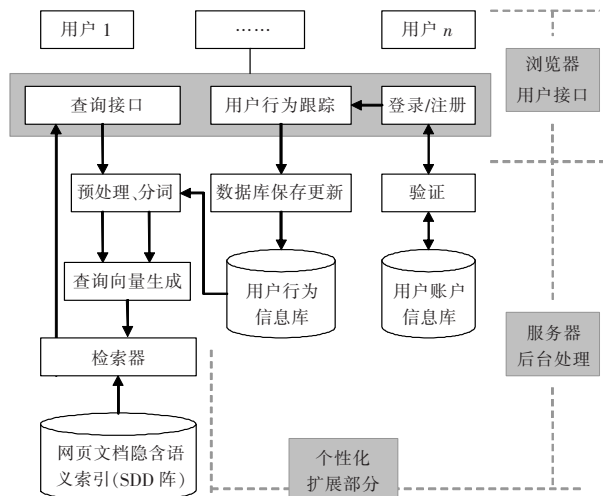 用户 1
……
用户 n
浏览器
用户接口
查询接口
用户行为跟踪
登录/注册
预处理、分词
数据库保存更新
验证
查询向量生成
用户行为
信息库
用户账户
信息库
服务器
后台处理
检索器
网页文档隐含语
义索引(SDD 阵)
个性化
扩展部分